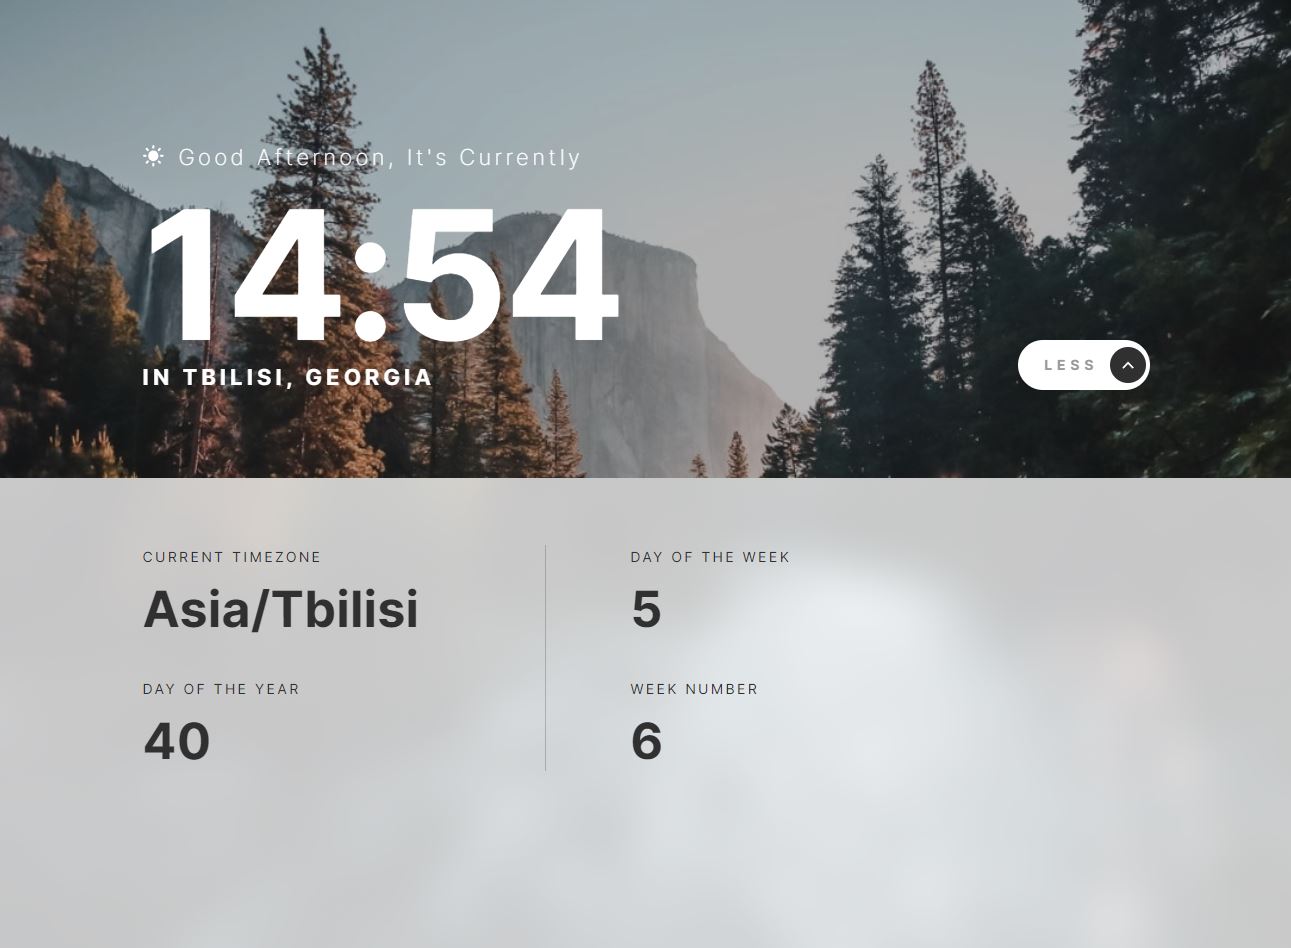 Good Afternoon, It's Currently
14:54
IN TBILISI, GEORGIA
LESS
CURRENT TIMEZONE
Asia/Tbilisi
DAY OF THE YEAR
40
DAY OF THE WEEK
5
WEEK NUMBER
6